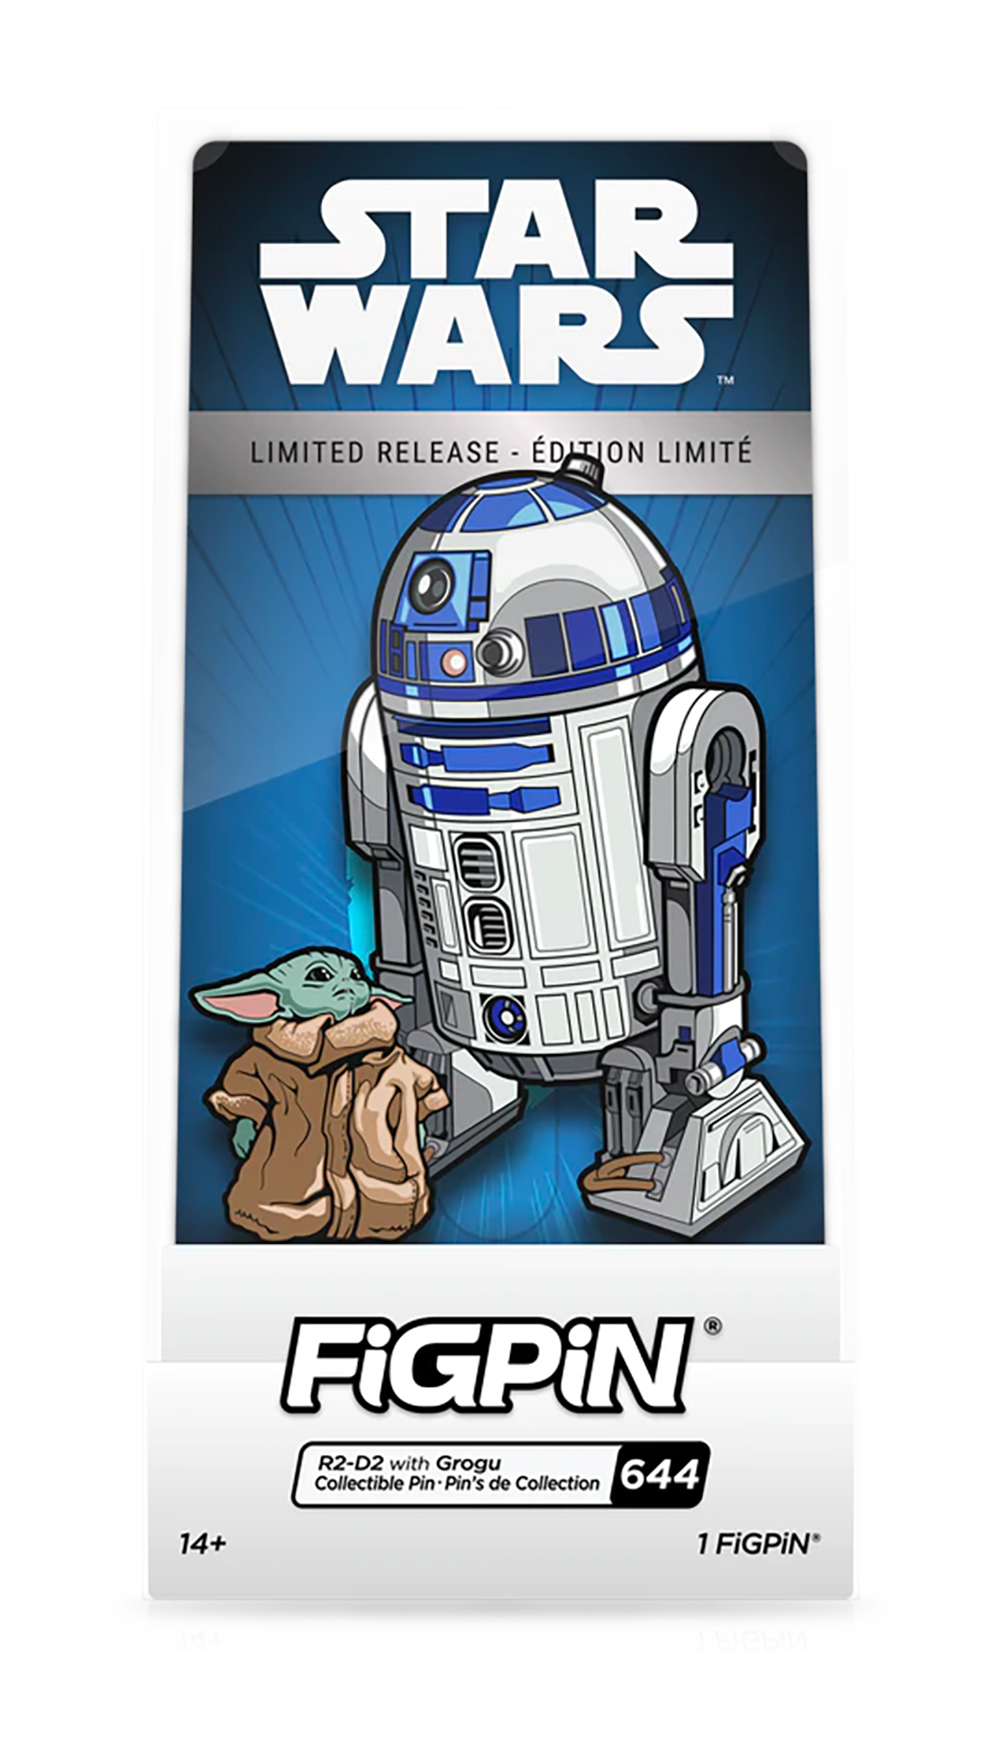 STAR
WARS
™
LIMITED RELEASE - ÉDITION LIMITÉ
FiGPiN®
R2-D2 with Grogu
Collectible Pin · Pin's de Collection
644
14+
1 FiGPiN®